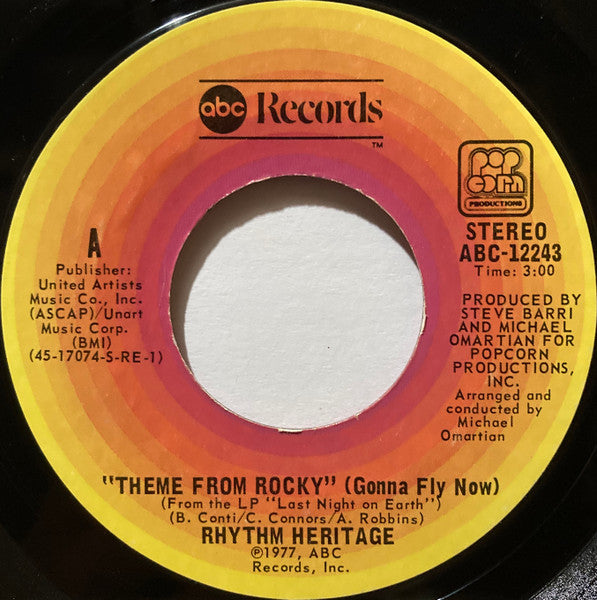 abc Records
TM
POP
CORN
PRODUCTIONS
STEREO
ABC-12243
Time: 3:00
A
Publisher:
United Artists
Music Co., Inc.
(ASCAP)/Unart
Music Corp.
(BMI)
(45-17074-S-RE-1)
PRODUCED BY
STEVE BARRI
AND MICHAEL
OMARTIAN FOR
POPCORN
PRODUCTIONS,
INC.
Arranged and
conducted by
Michael
Omartian
"THEME FROM ROCKY" (Gonna Fly Now)
(From the LP "Last Night on Earth")
(B. Conti/C. Connors/A. Robbins)
RHYTHM HERITAGE
℗1977, ABC
Records, Inc.